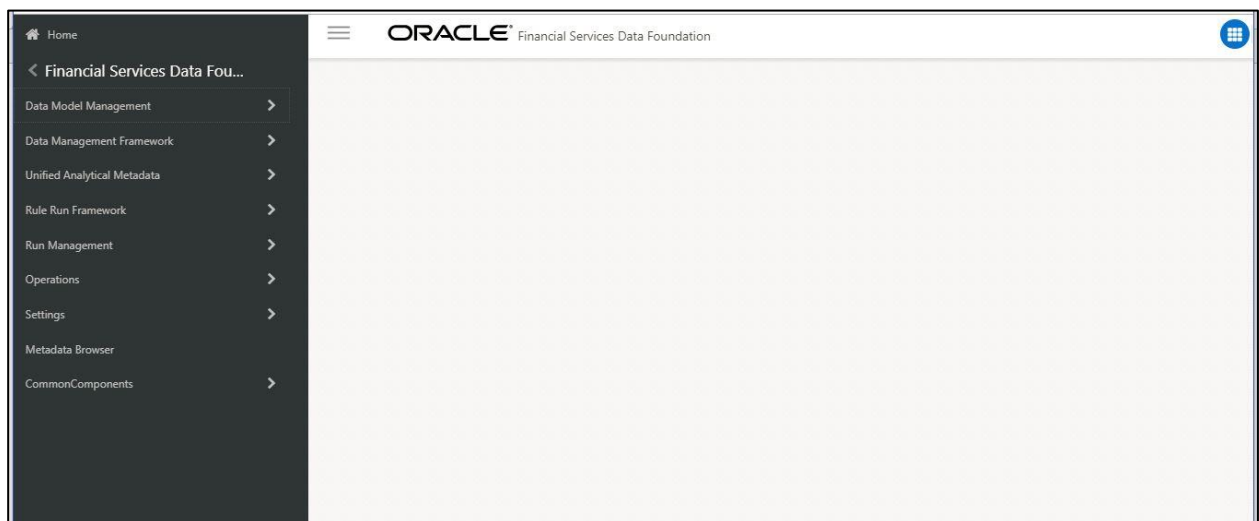 Home
ORACLE® Financial Services Data Foundation
Financial Services Data Fou...
Data Model Management
Data Management Framework
Unified Analytical Metadata
Rule Run Framework
Run Management
Operations
Settings
Metadata Browser
CommonComponents